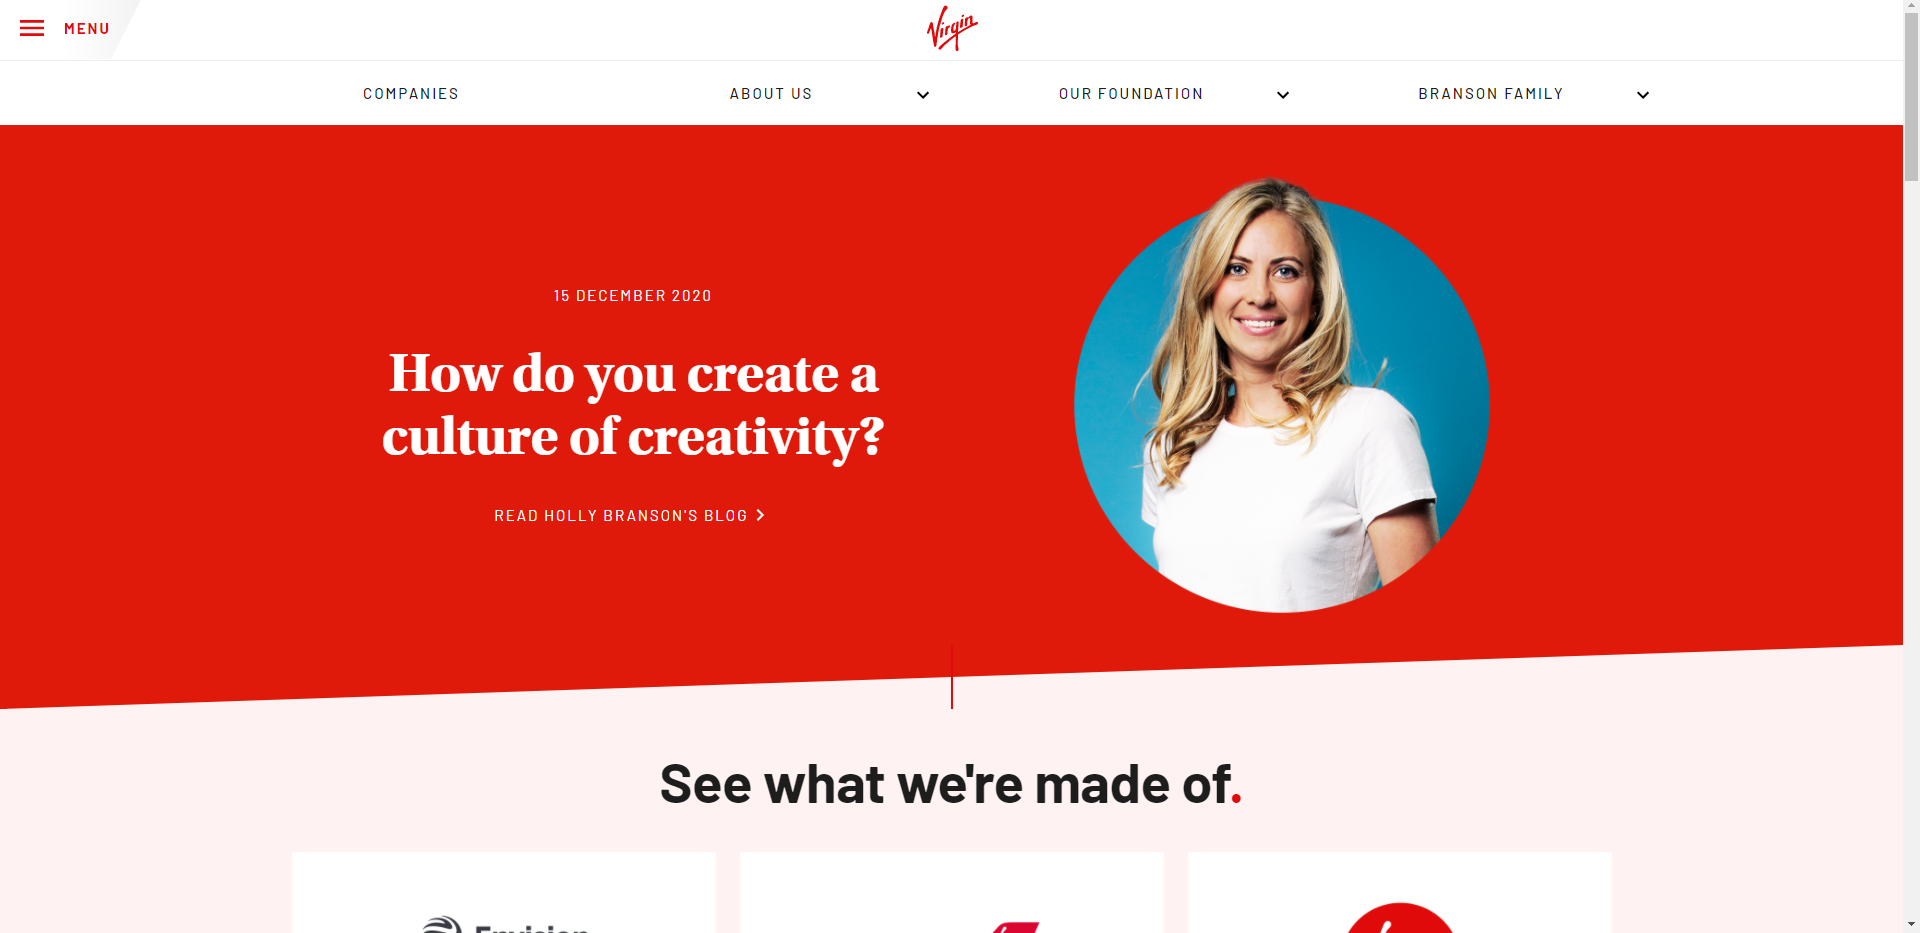 MENU
Virgin
COMPANIES
ABOUT US
OUR FOUNDATION
BRANSON FAMILY
15 DECEMBER 2020
How do you create a
culture of creativity?
READ HOLLY BRANSON'S BLOG
See what we're made of.
Envision